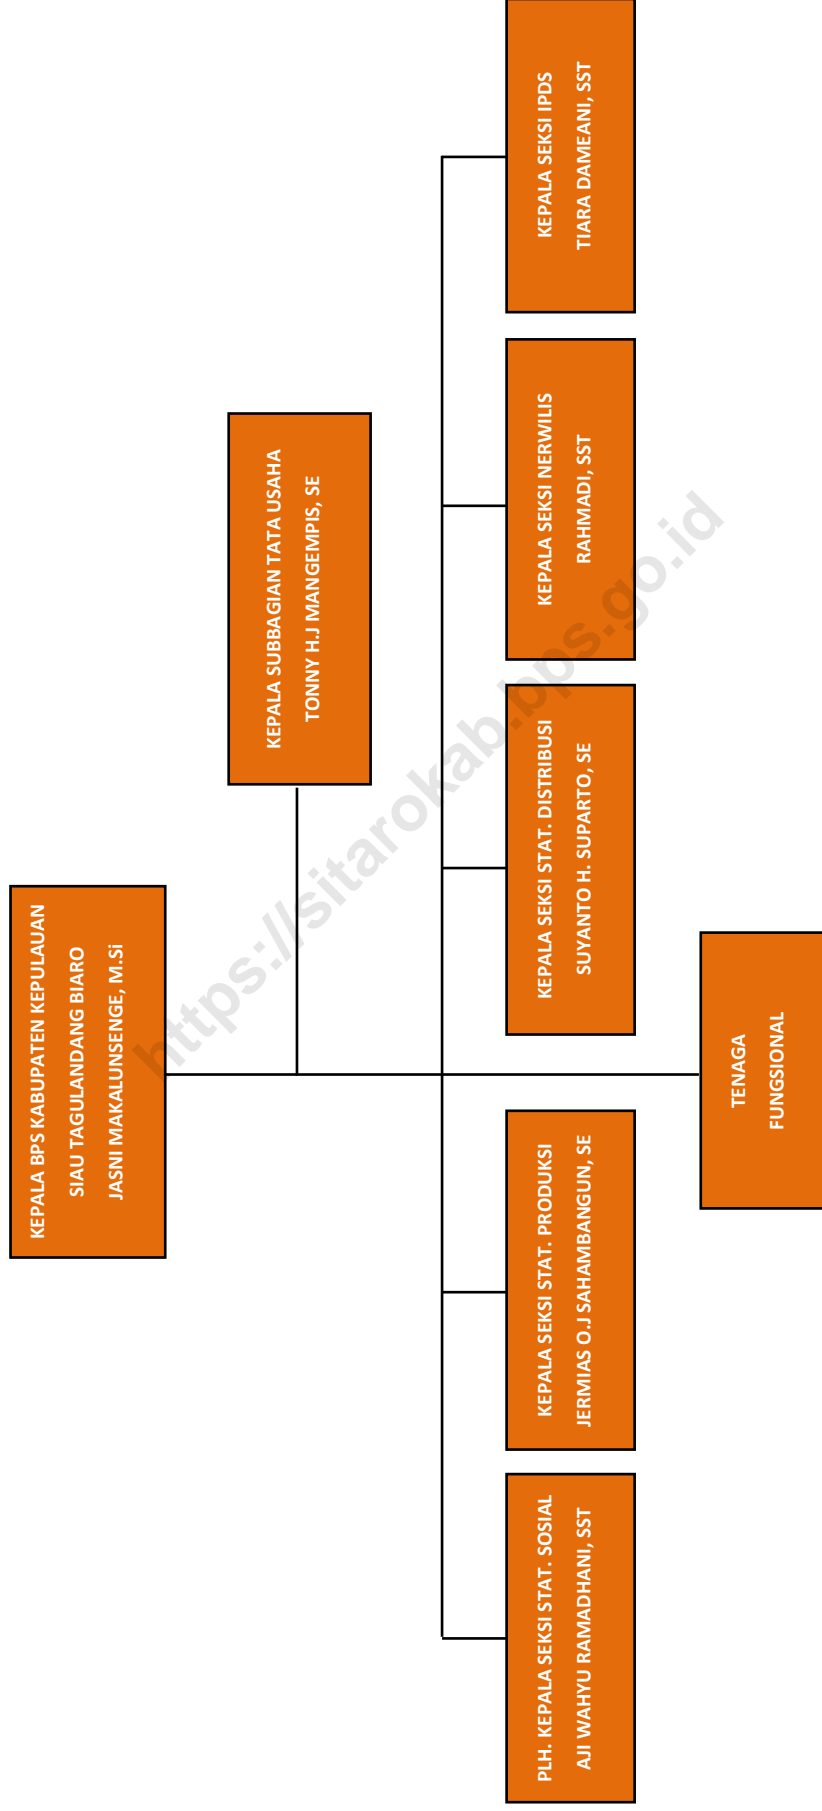 KEPALA BPS KABUPATEN KEPULAUAN
SIAU TAGULANDANG BIARO
JASNI MAKALUNSENGE, M.Si
KEPALA SUBBAGIAN TATA USAHA
TONNY H.J MANGEMPIS, SE
PLH. KEPALA SEKSI STAT. SOSIAL
AJI WAHYU RAMADHANI, SST
KEPALA SEKSI STAT. PRODUKSI
JERMIAS O.J SAHAMBANGUN, SE
KEPALA SEKSI STAT. DISTRIBUSI
SUYANTO H. SUPARTO, SE
KEPALA SEKSI NERWILIS
RAHMADI, SST
KEPALA SEKSI IPDS
TIARA DAMEANI, SST
TENAGA
FUNGSIONAL
https://sitarokab.bps.go.id